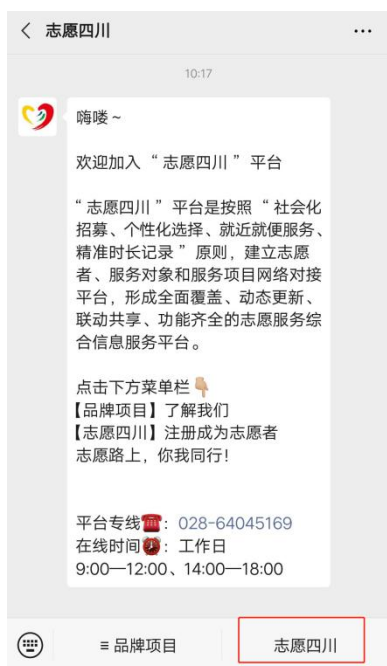 志愿四川
10:17
嗨喽~
欢迎加入“志愿四川”平台
“志愿四川”平台是按照“社会化
招募、个性化选择、就近就便服务、
精准时长记录”原则，建立志愿
者、服务对象和服务项目网络对接
平台，形成全面覆盖、动态更新、
联动共享、功能齐全的志愿服务综
合信息服务平台。
点击下方菜单栏👇🏼
【品牌项目】了解我们
【志愿四川】注册成为志愿者
志愿路上，你我同行！
平台专线☎️：028-64045169
在线时间⏰：工作日
9:00—12:00、14:00—18:00
≡品牌项目
志愿四川